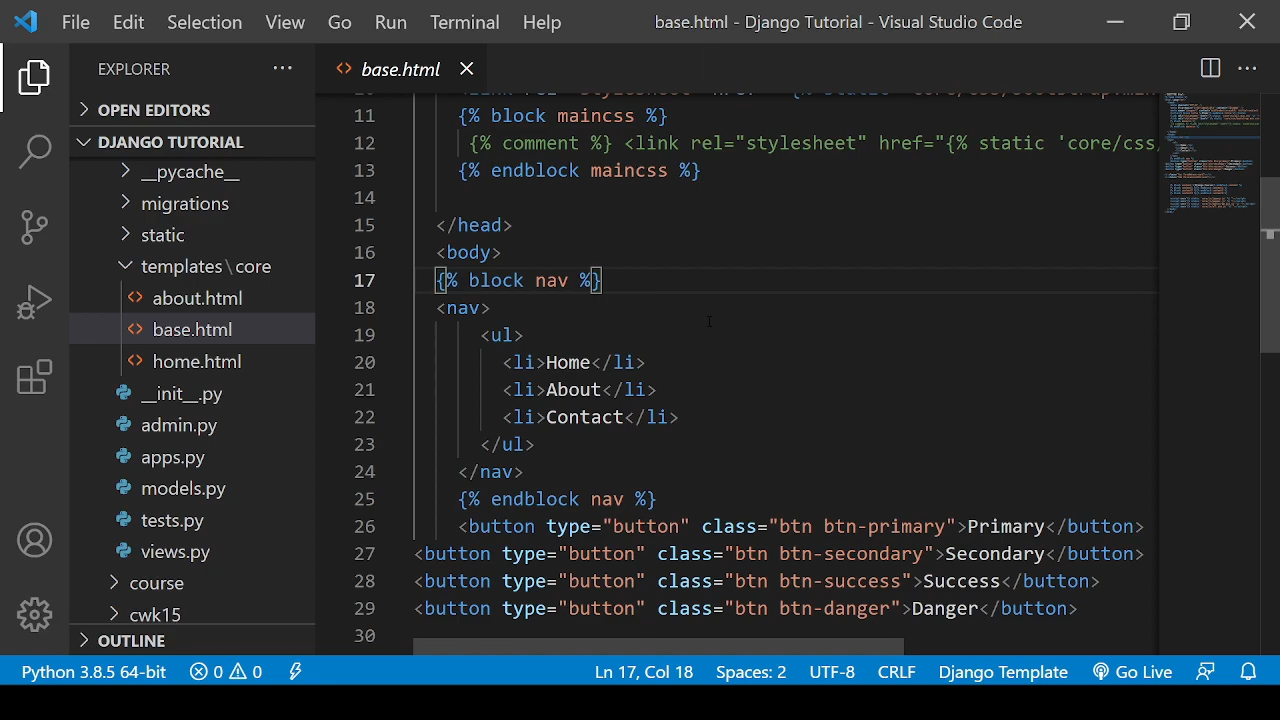 File Edit Selection View Go Run Terminal Help base.html - Django Tutorial - Visual Studio Code
EXPLORER
OPEN EDITORS
DJANGO TUTORIAL
__pycache__
migrations
static
templates\core
about.html
base.html
home.html
__init__.py
admin.py
apps.py
models.py
tests.py
views.py
course
cwk15
OUTLINE
base.html
11 {% block maincss %}
12 {% comment %} <link rel="stylesheet" href="{% static 'core/css/
13 {% endblock maincss %}
14
15 </head>
16 <body>
17 {% block nav %}
18 <nav>
19 <ul>
20 <li>Home</li>
21 <li>About</li>
22 <li>Contact</li>
23 </ul>
24 </nav>
25 {% endblock nav %}
26 <button type="button" class="btn btn-primary">Primary</button>
27 <button type="button" class="btn btn-secondary">Secondary</button>
28 <button type="button" class="btn btn-success">Success</button>
29 <button type="button" class="btn btn-danger">Danger</button>
30
Python 3.8.5 64-bit 0 0 Ln 17, Col 18 Spaces: 2 UTF-8 CRLF Django Template Go Live